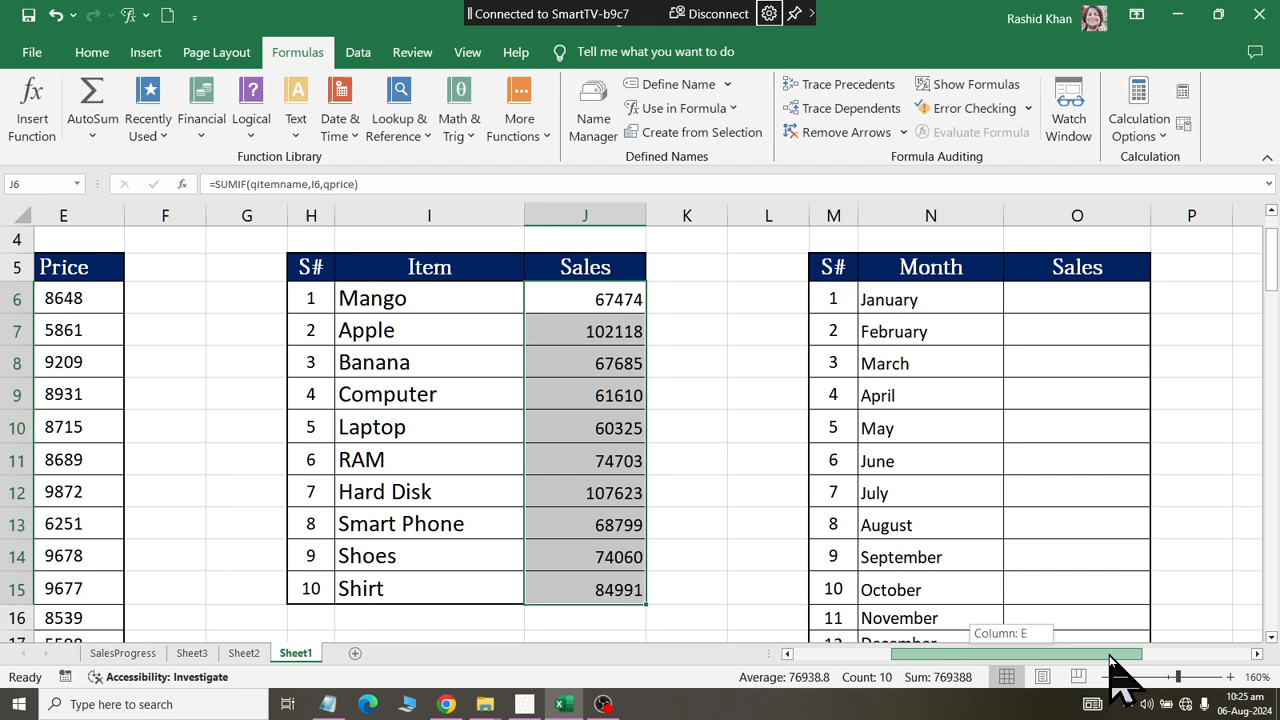 Connected to SmartTV-b9c7 Disconnect
Rashid Khan
File Home Insert Page Layout Formulas Data Review View Help Tell me what you want to do
Insert Function
AutoSum
Recently Used
Financial
Logical
Text
Date & Time
Lookup & Reference
Math & Trig
More Functions
Function Library
Name Manager
Define Name
Use in Formula
Create from Selection
Defined Names
Trace Precedents
Trace Dependents
Remove Arrows
Show Formulas
Error Checking
Evaluate Formula
Formula Auditing
Watch Window
Calculation Options
Calculation
J6 fx =SUMIF(qitemname,I6,qprice)
E F G H I J K L M N O P
4
5 Price S# Item Sales S# Month Sales
6 8648 1 Mango 67474 1 January
7 5861 2 Apple 102118 2 February
8 9209 3 Banana 67685 3 March
9 8931 4 Computer 61610 4 April
10 8715 5 Laptop 60325 5 May
11 8689 6 RAM 74703 6 June
12 9872 7 Hard Disk 107623 7 July
13 6251 8 Smart Phone 68799 8 August
14 9678 9 Shoes 74060 9 September
15 9677 10 Shirt 84991 10 October
16 8539 11 November
Column: E
SalesProgress Sheet3 Sheet2 Sheet1
Ready Accessibility: Investigate Average: 76938.8 Count: 10 Sum: 769388 160%
Type here to search
10:25 am
06-Aug-2024